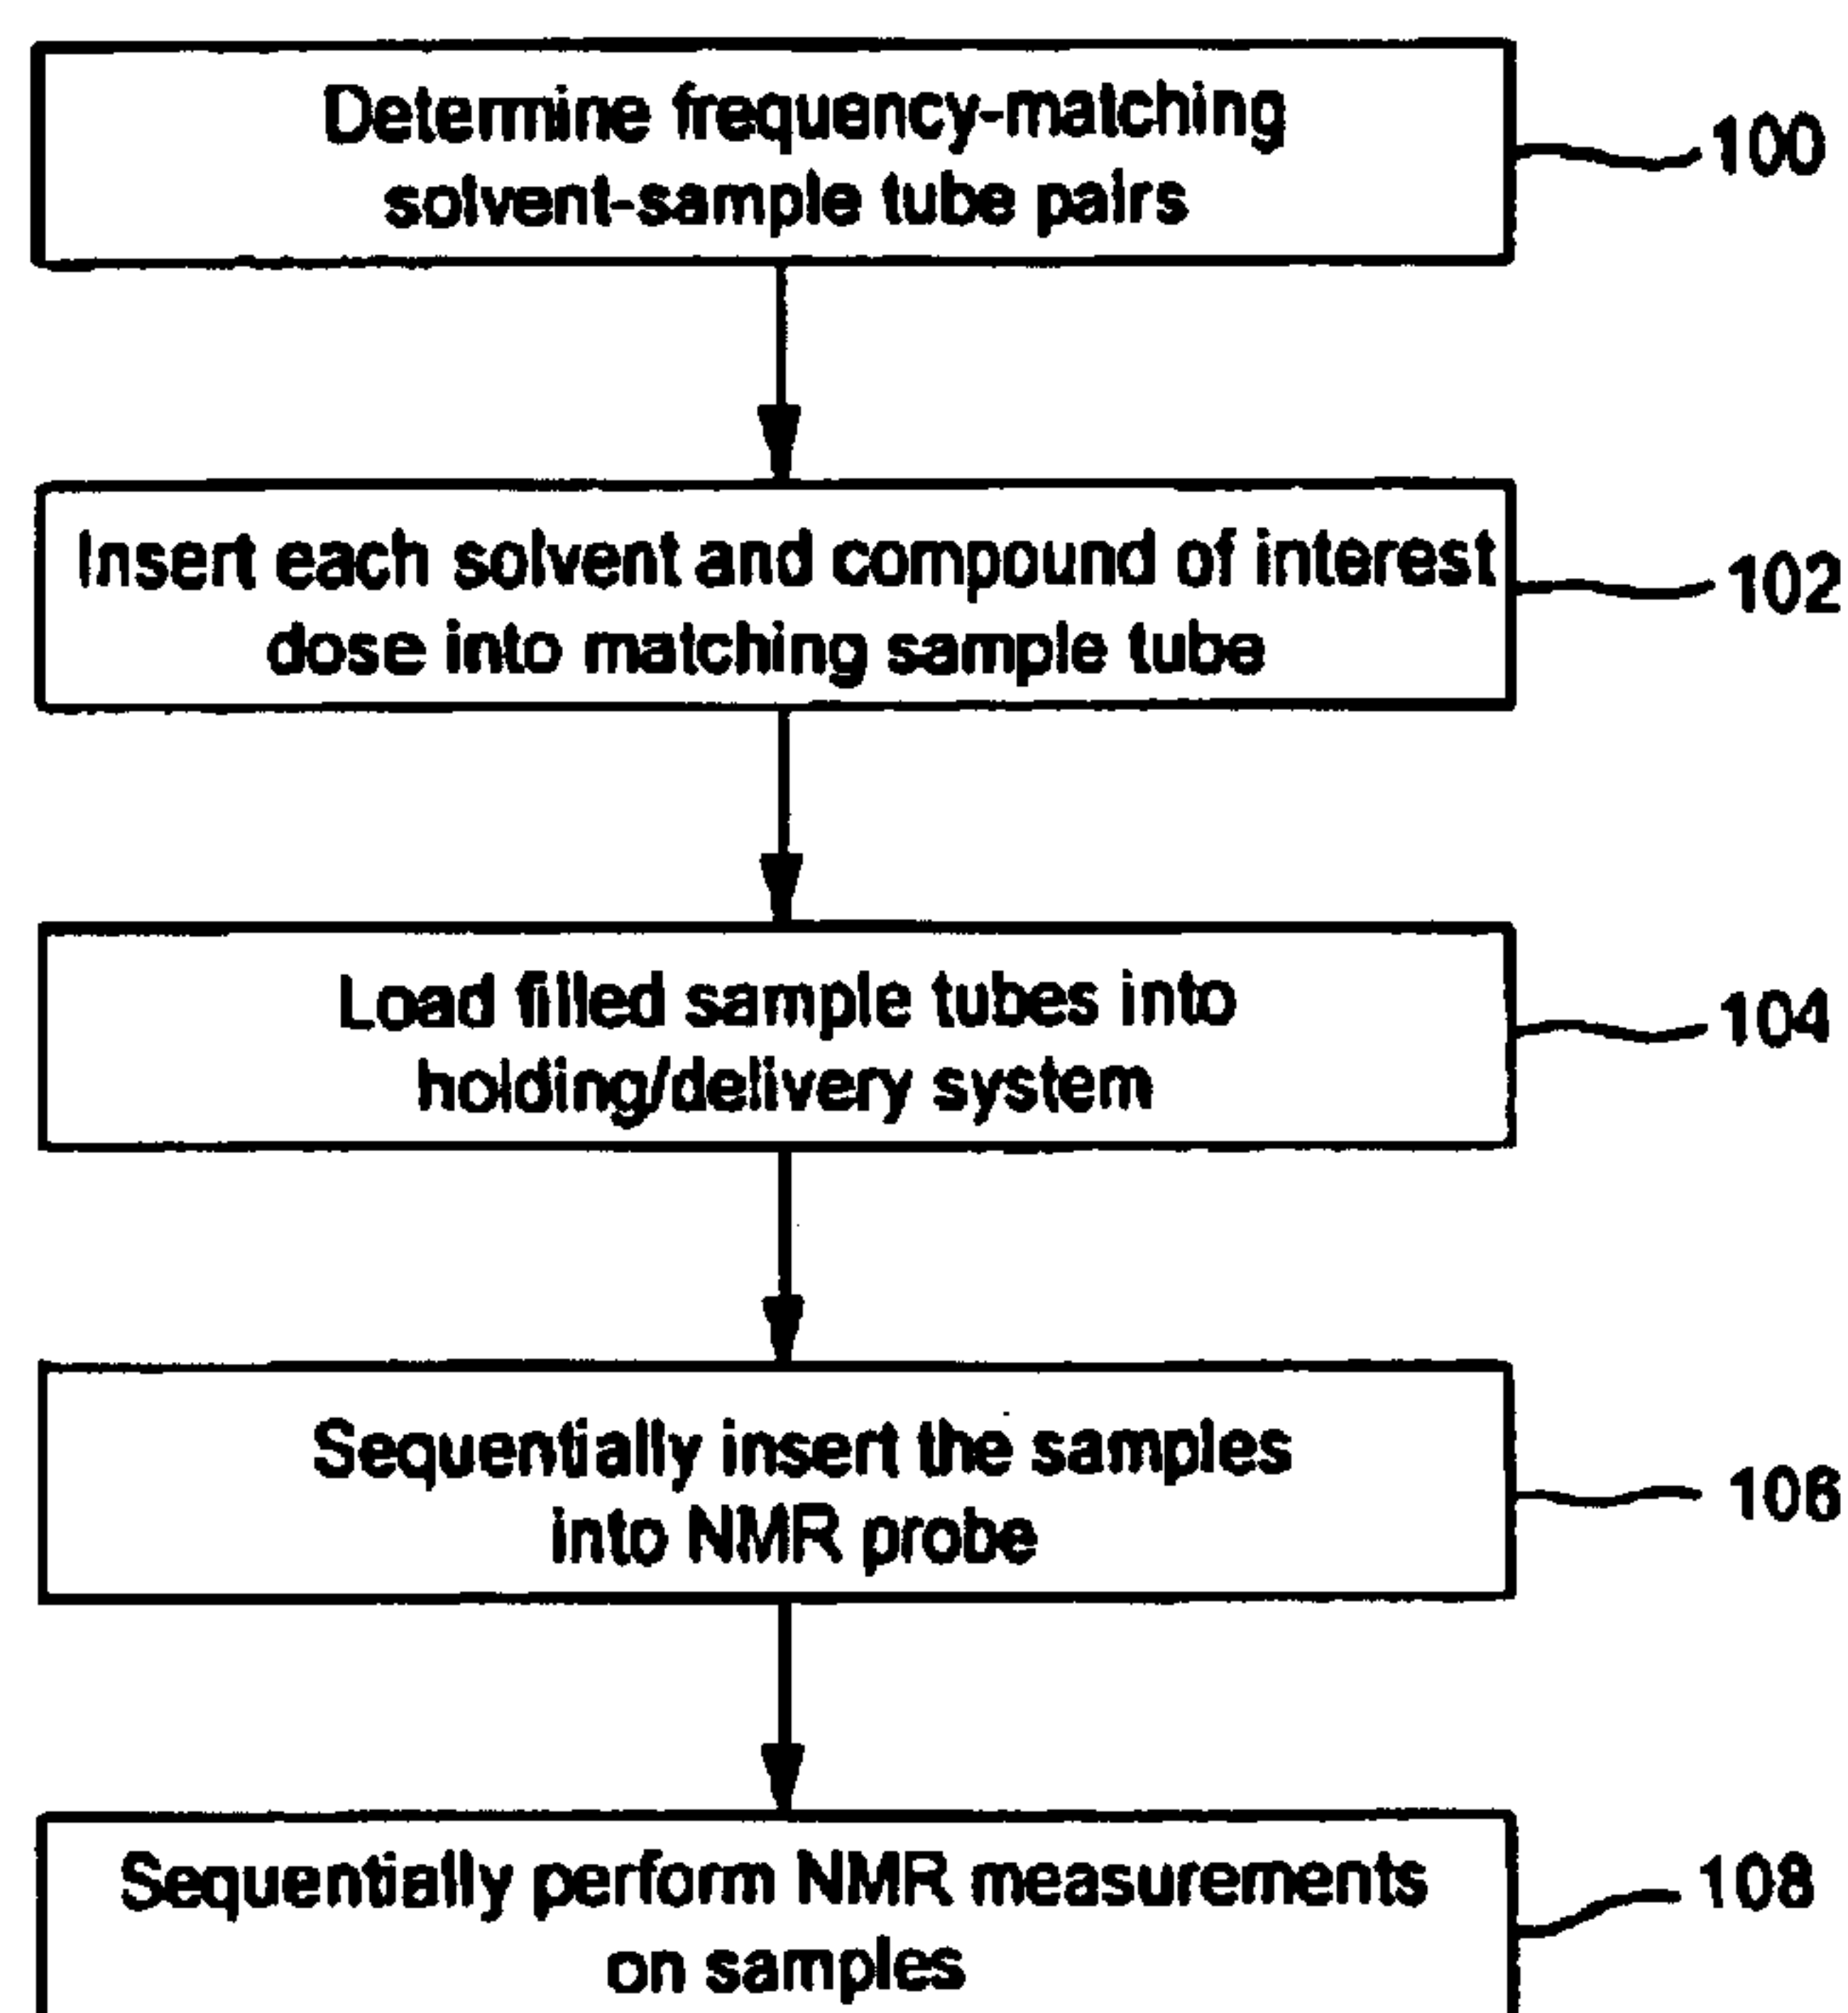 Determine frequency-matching
solvent-sample tube pairs
100
Insert each solvent and compound of interest
dose into matching sample tube
102
Load filled sample tubes into
holding/delivery system
104
Sequentially insert the samples
into NMR probe
106
Sequentially perform NMR measurements
on samples
108